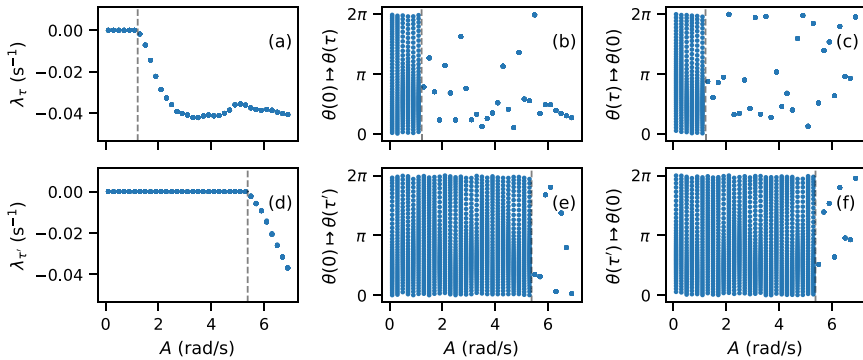 λ_τ (s⁻¹)
0.00
−0.02
−0.04
(a)
θ(0) ↦ θ(τ)
2π
π
0
(b)
θ(τ) ↦ θ(0)
2π
π
0
(c)
λ_τ′ (s⁻¹)
0.00
−0.02
−0.04
(d)
0 2 4 6
A (rad/s)
θ(0) ↦ θ(τ′)
2π
π
0
(e)
0 2 4 6
A (rad/s)
θ(τ′) ↦ θ(0)
2π
π
0
(f)
0 2 4 6
A (rad/s)